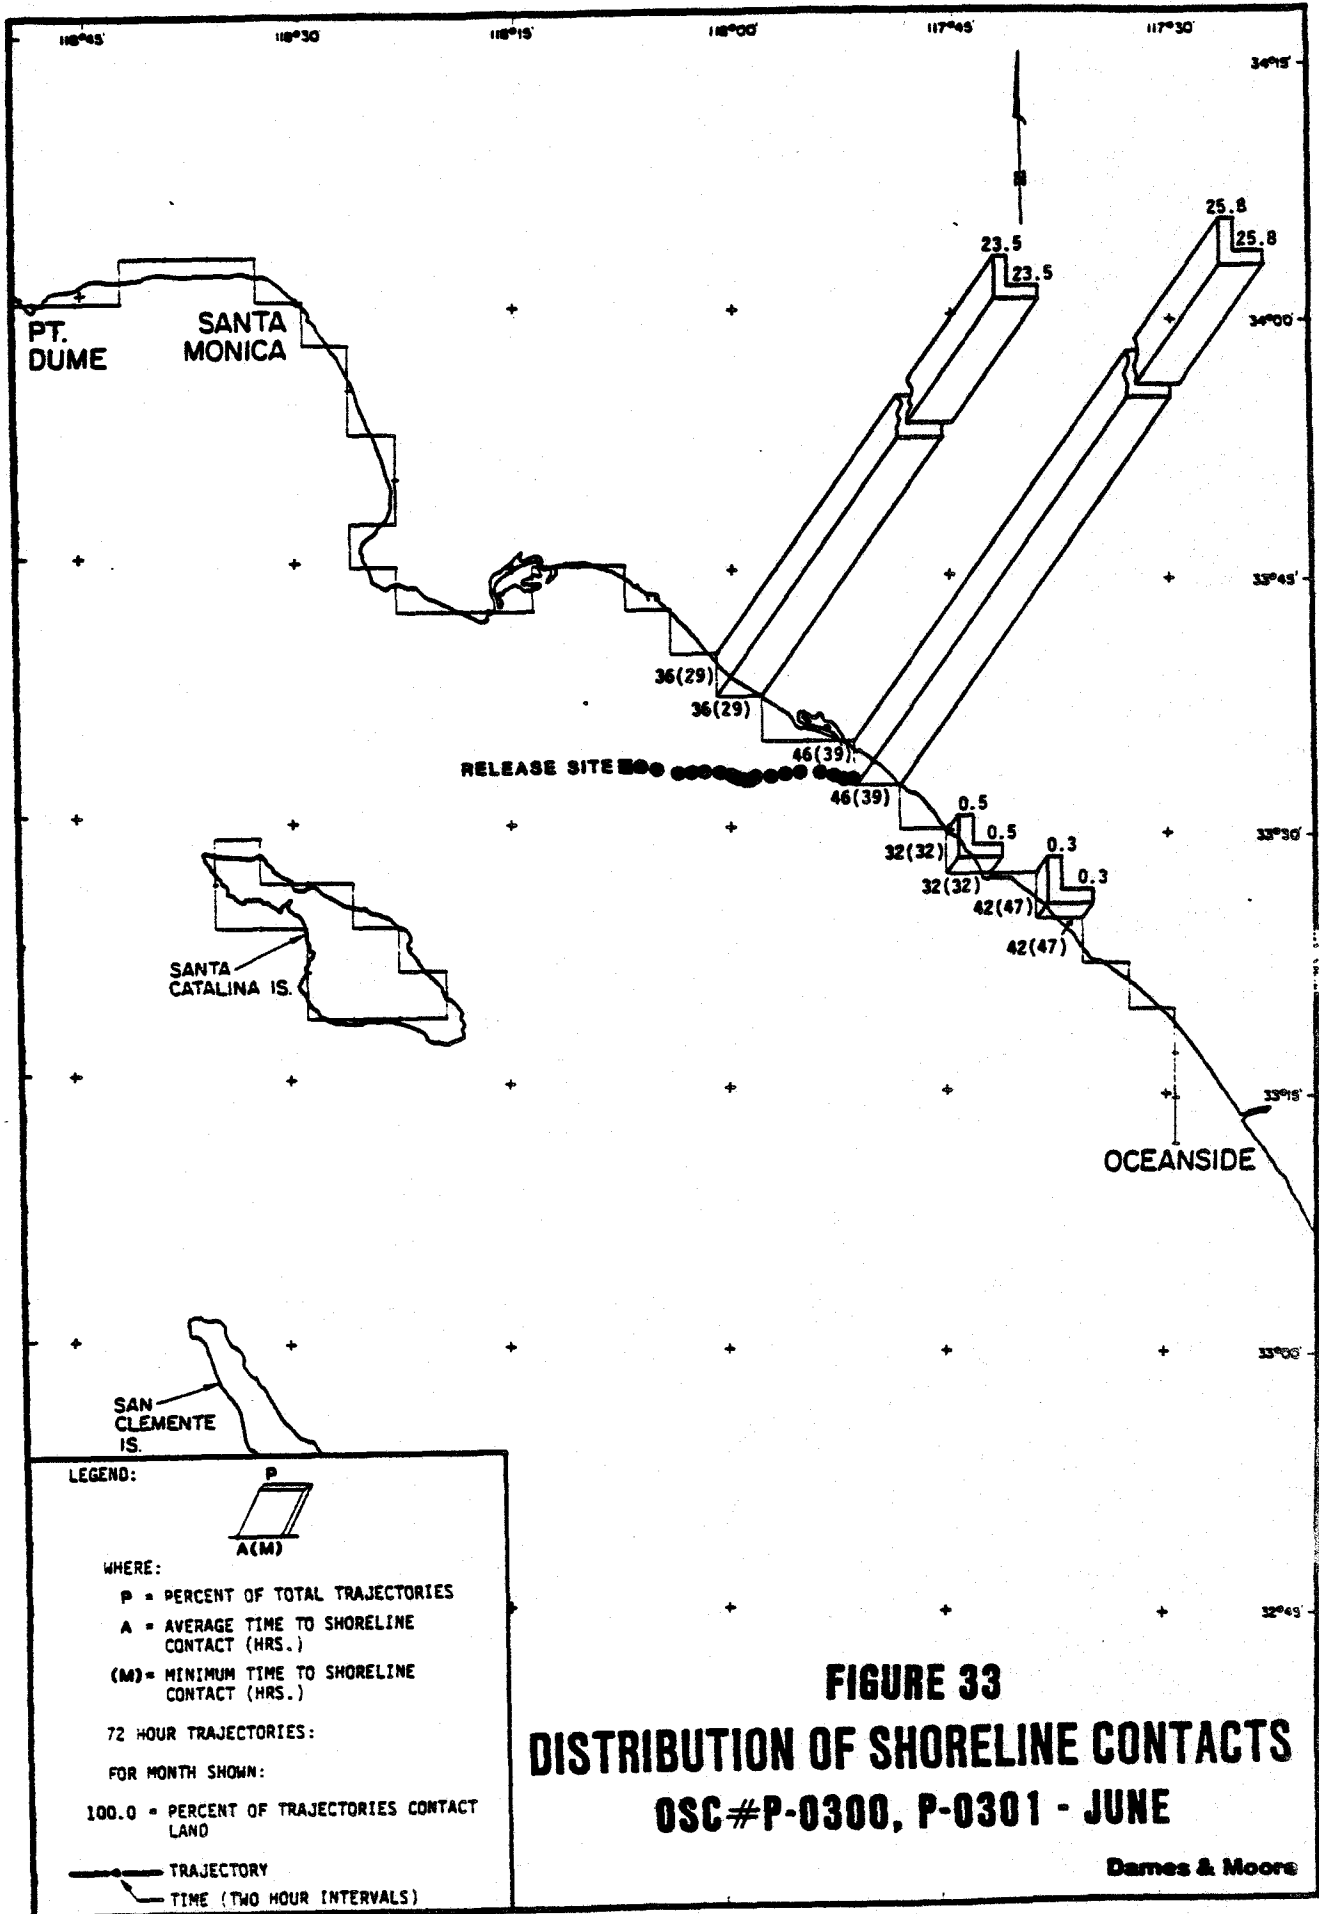 118°45'
118°30'
118°15'
118°00'
117°45'
117°30'
34°15'
25.8
25.8
23.5
23.5
34°00'
PT.
DUME
SANTA
MONICA
33°45'
36(29)
36(29)
46(39)
RELEASE SITE
46(39)
0.5
0.5
33°30'
0.3
32(32)
32(32)
0.3
42(47)
42(47)
SANTA
CATALINA IS.
33°15'
OCEANSIDE
33°00'
SAN
CLEMENTE
IS.
LEGEND:
P
A(M)
WHERE:
P = PERCENT OF TOTAL TRAJECTORIES
A = AVERAGE TIME TO SHORELINE
CONTACT (HRS.)
(M)= MINIMUM TIME TO SHORELINE
CONTACT (HRS.)
72 HOUR TRAJECTORIES:
FOR MONTH SHOWN:
100.0 = PERCENT OF TRAJECTORIES CONTACT
LAND
TRAJECTORY
TIME (TWO HOUR INTERVALS)
32°45'
FIGURE 33
DISTRIBUTION OF SHORELINE CONTACTS
OSC#P-0300, P-0301 - JUNE
Dames & Moore